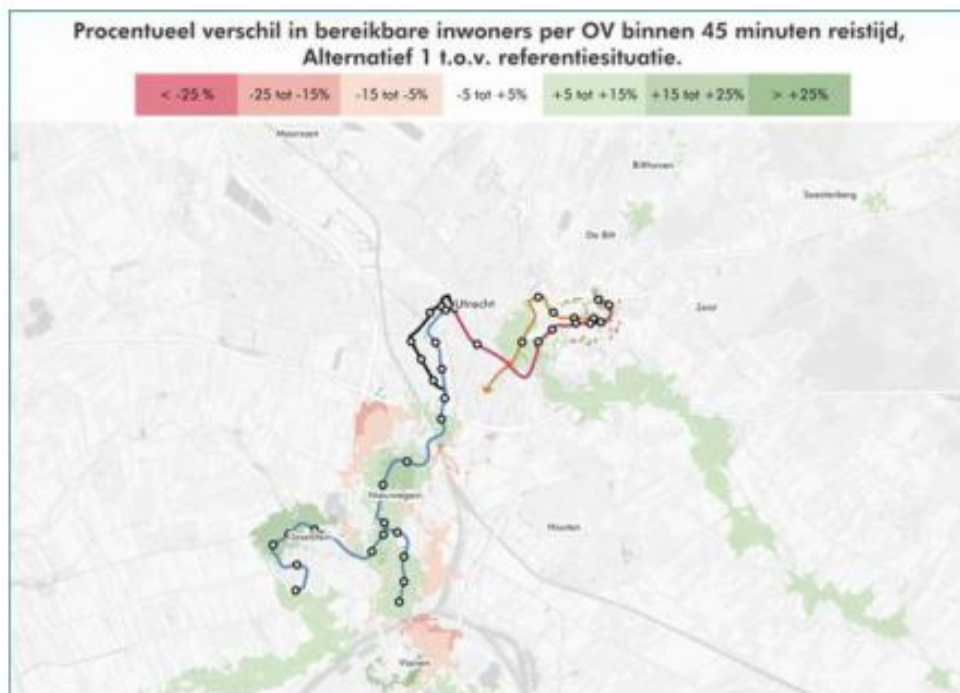 Procentueel verschil in bereikbare inwoners per OV binnen 45 minuten reistijd,
Alternatief 1 t.o.v. referentiesituatie.
< -25 % -25 tot -15% -15 tot -5% -5 tot +5% +5 tot +15% +15 tot +25% > +25%
Maarssen
Bilthoven
Soesterberg
De Bilt
Utrecht
Zeist
Nieuwegein
Houten
IJsselstein
Vianen